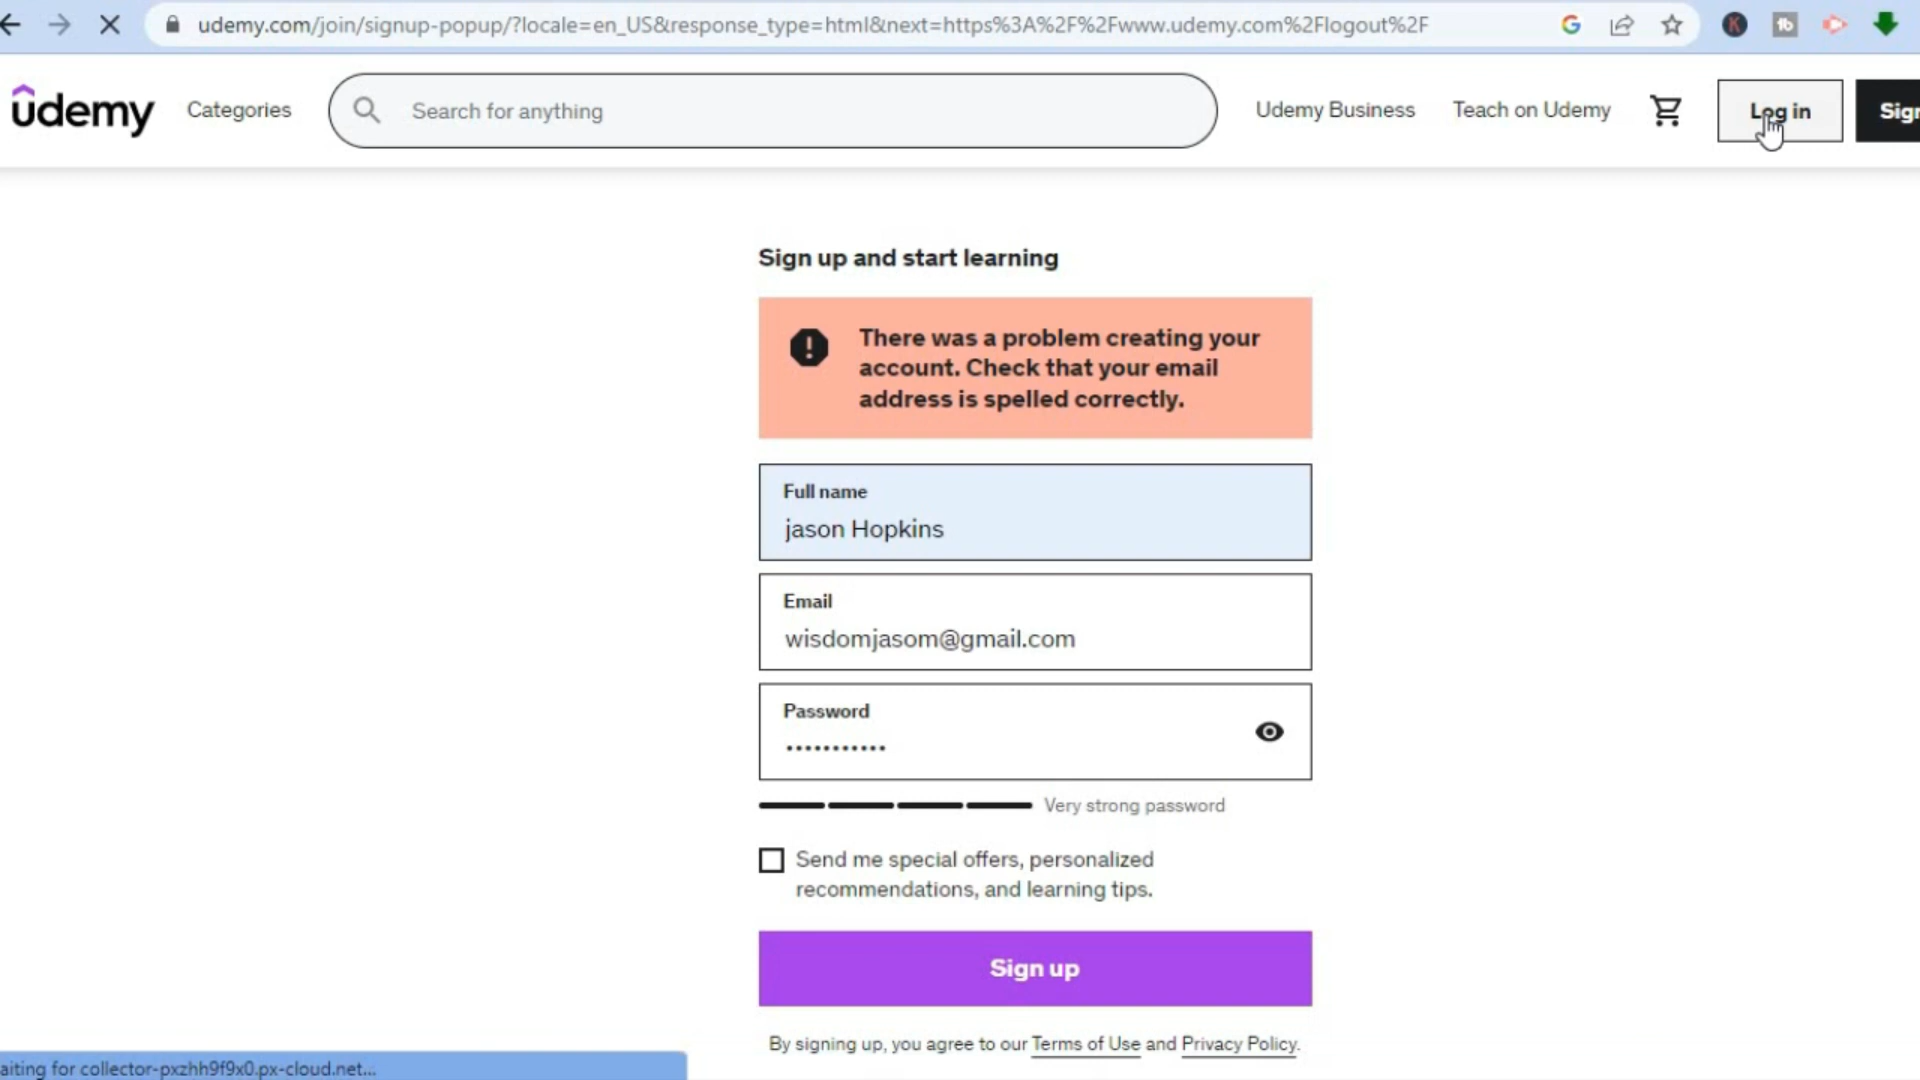 udemy.com/join/signup-popup/?locale=en_US&response_type=html&next=https%3A%2F%2Fwww.udemy.com%2Flogout%2F
ûdemy
Categories
Search for anything
Udemy Business
Teach on Udemy
Log in
Sign
Sign up and start learning
There was a problem creating your
account. Check that your email
address is spelled correctly.
Full name
jason Hopkins
Email
wisdomjasom@gmail.com
Password
•••••••••••
Very strong password
Send me special offers, personalized
recommendations, and learning tips.
Sign up
By signing up, you agree to our Terms of Use and Privacy Policy.
aiting for collector-pxzhh9f9x0.px-cloud.net...